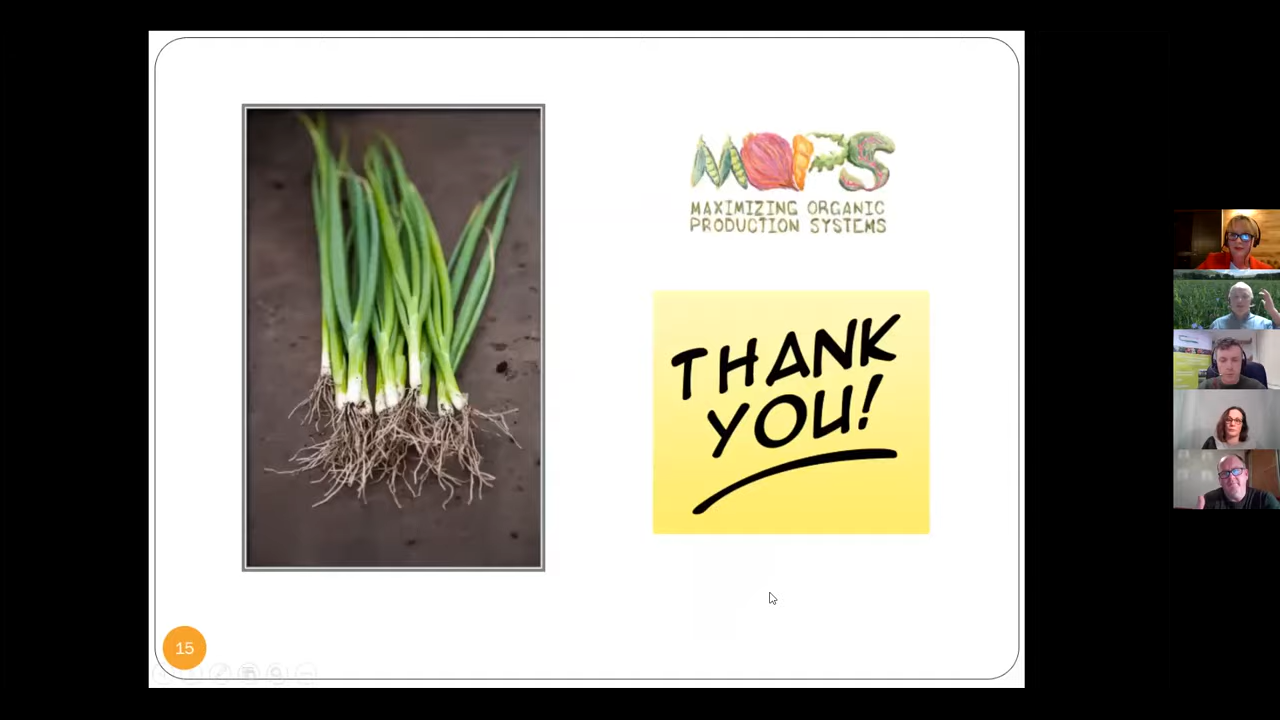 MOPS
MAXIMIZING ORGANIC
PRODUCTION SYSTEMS
THANK
YOU!
15